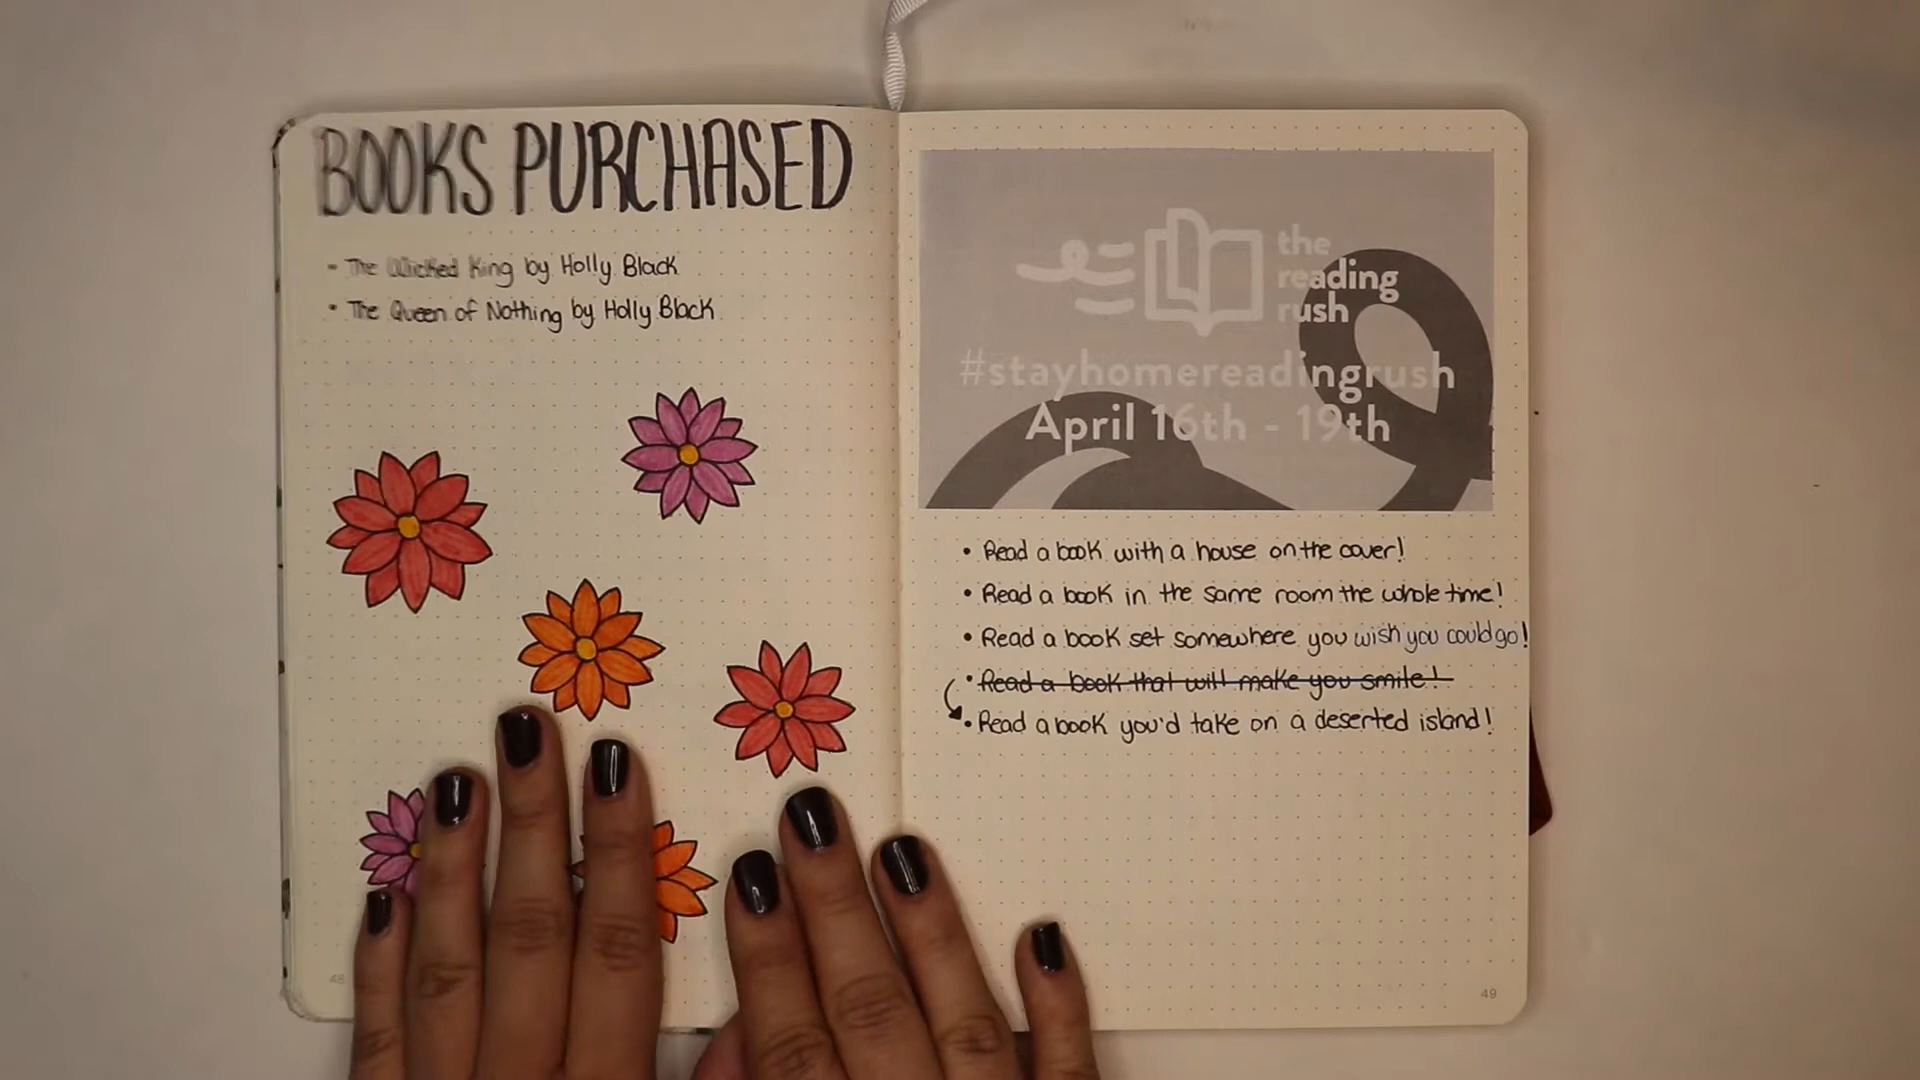 BOOKS PURCHASED
- The Wicked King by Holly Black
• The Queen of Nothing by Holly Black
48
the
reading
rush
#stayhomereadingrush
April 16th - 19th
• Read a book with a house on the cover!
• Read a book in the same room the whole time!
• Read a book set somewhere you wish you could go!
• Read a book that will make you smile!
• Read a book you'd take on a deserted island!
49